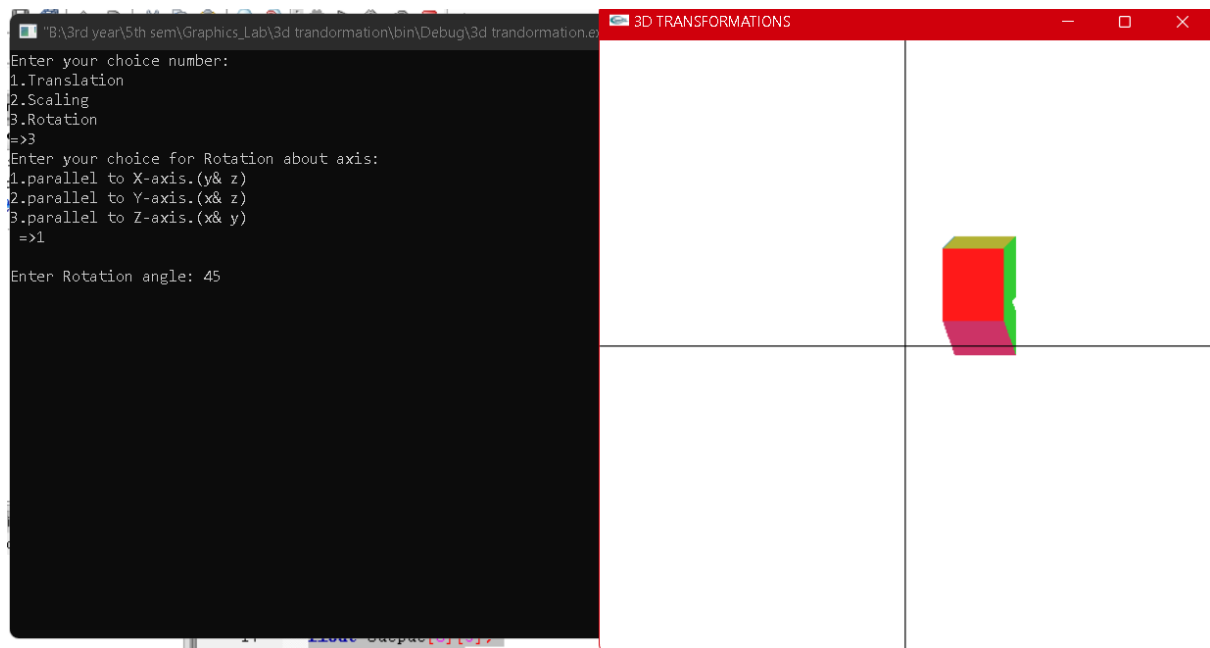 "B:\3rd year\5th sem\Graphics_Lab\3d trandormation\bin\Debug\3d trandormation.ex
Enter your choice number:
1.Translation
2.Scaling
3.Rotation
=>3
Enter your choice for Rotation about axis:
1.parallel to X-axis.(y& z)
2.parallel to Y-axis.(x& z)
3.parallel to Z-axis.(x& y)
=>1
Enter Rotation angle: 45
3D TRANSFORMATIONS